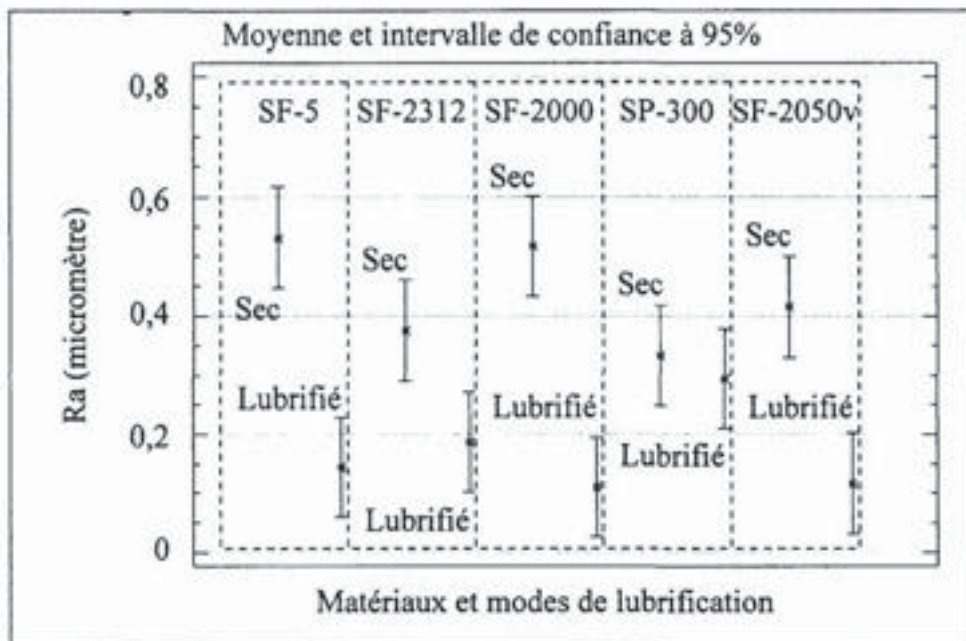 Moyenne et intervalle de confiance à 95%
0,8
SF-5 SF-2312 SF-2000 SP-300 SF-2050v
Sec
0,6
Sec
Sec
Sec
Sec
0,4
Lubrifié
Lubrifié
Lubrifié
0,2
Lubrifié
Lubrifié
0
Ra (micromètre)
Matériaux et modes de lubrification